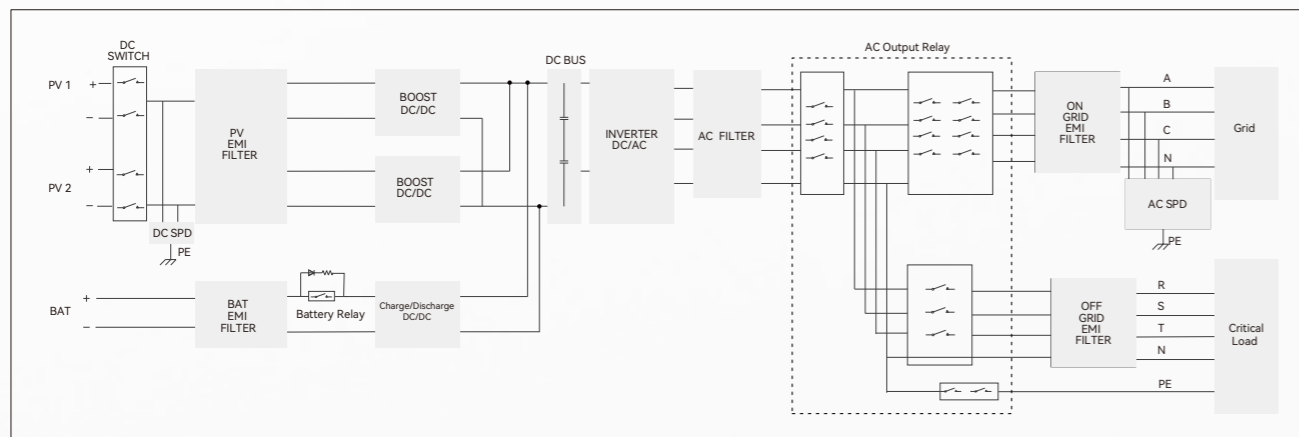 DC
SWITCH
PV 1
+
−
PV 2
+
−
DC SPD
PE
PV
EMI
FILTER
BOOST
DC/DC
BOOST
DC/DC
BAT
+
−
BAT
EMI
FILTER
Battery Relay
Charge/Discharge
DC/DC
DC BUS
INVERTER
DC/AC
AC FILTER
AC Output Relay
ON
GRID
EMI
FILTER
A
B
C
N
Grid
AC SPD
PE
OFF
GRID
EMI
FILTER
R
S
T
N
PE
Critical
Load